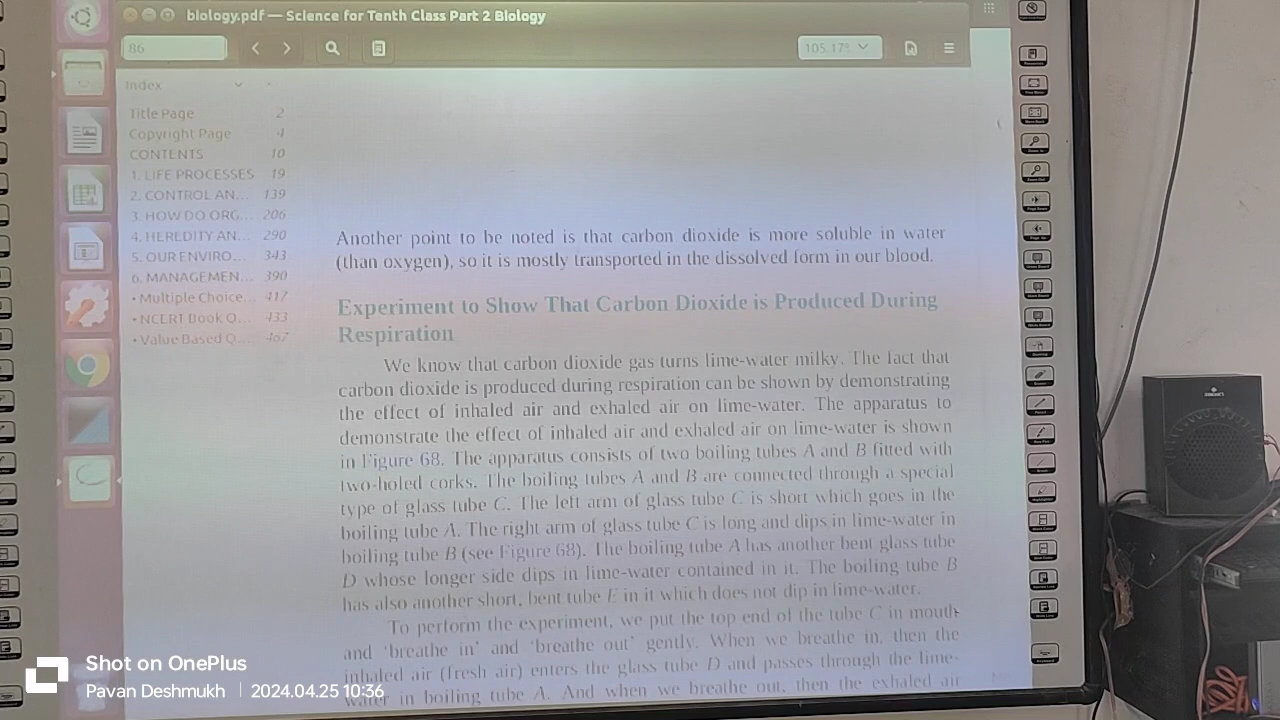 biology.pdf — Science for Tenth Class Part 2 Biology
86
105.175
Index
Title Page 2
Copyright Page 4
CONTENTS 10
1. LIFE PROCESSES 19
2. CONTROL AN... 139
3. HOW DO ORG... 206
4. HEREDITY AN... 290
5. OUR ENVIRO... 343
6. MANAGEMEN... 390
• Multiple Choice... 417
• NCERT Book Q... 433
• Value Based Q... 467
Another point to be noted is that carbon dioxide is more soluble in water
(than oxygen), so it is mostly transported in the dissolved form in our blood.
Experiment to Show That Carbon Dioxide is Produced During
Respiration
We know that carbon dioxide gas turns lime-water milky. The fact that
carbon dioxide is produced during respiration can be shown by demonstrating
the effect of inhaled air and exhaled air on lime-water. The apparatus to
demonstrate the effect of inhaled air and exhaled air on lime-water is shown
in Figure 68. The apparatus consists of two boiling tubes A and B fitted with
two-holed corks. The boiling tubes A and B are connected through a special
type of glass tube C. The left arm of glass tube C is short which goes in the
boiling tube A. The right arm of glass tube C is long and dips in lime-water in
boiling tube B (see Figure 68). The boiling tube A has another bent glass tube
D whose longer side dips in lime-water contained in it. The boiling tube B
has also another short, bent tube E in it which does not dip in lime-water.
To perform the experiment, we put the top end of the tube C in mouth
and 'breathe in' and 'breathe out' gently. When we breathe in, then the
inhaled air (fresh air) enters the glass tube D and passes through the lime-
water in boiling tube A. And when we breathe out, then the exhaled air
Shot on OnePlus
Pavan Deshmukh | 2024.04.25 10:36